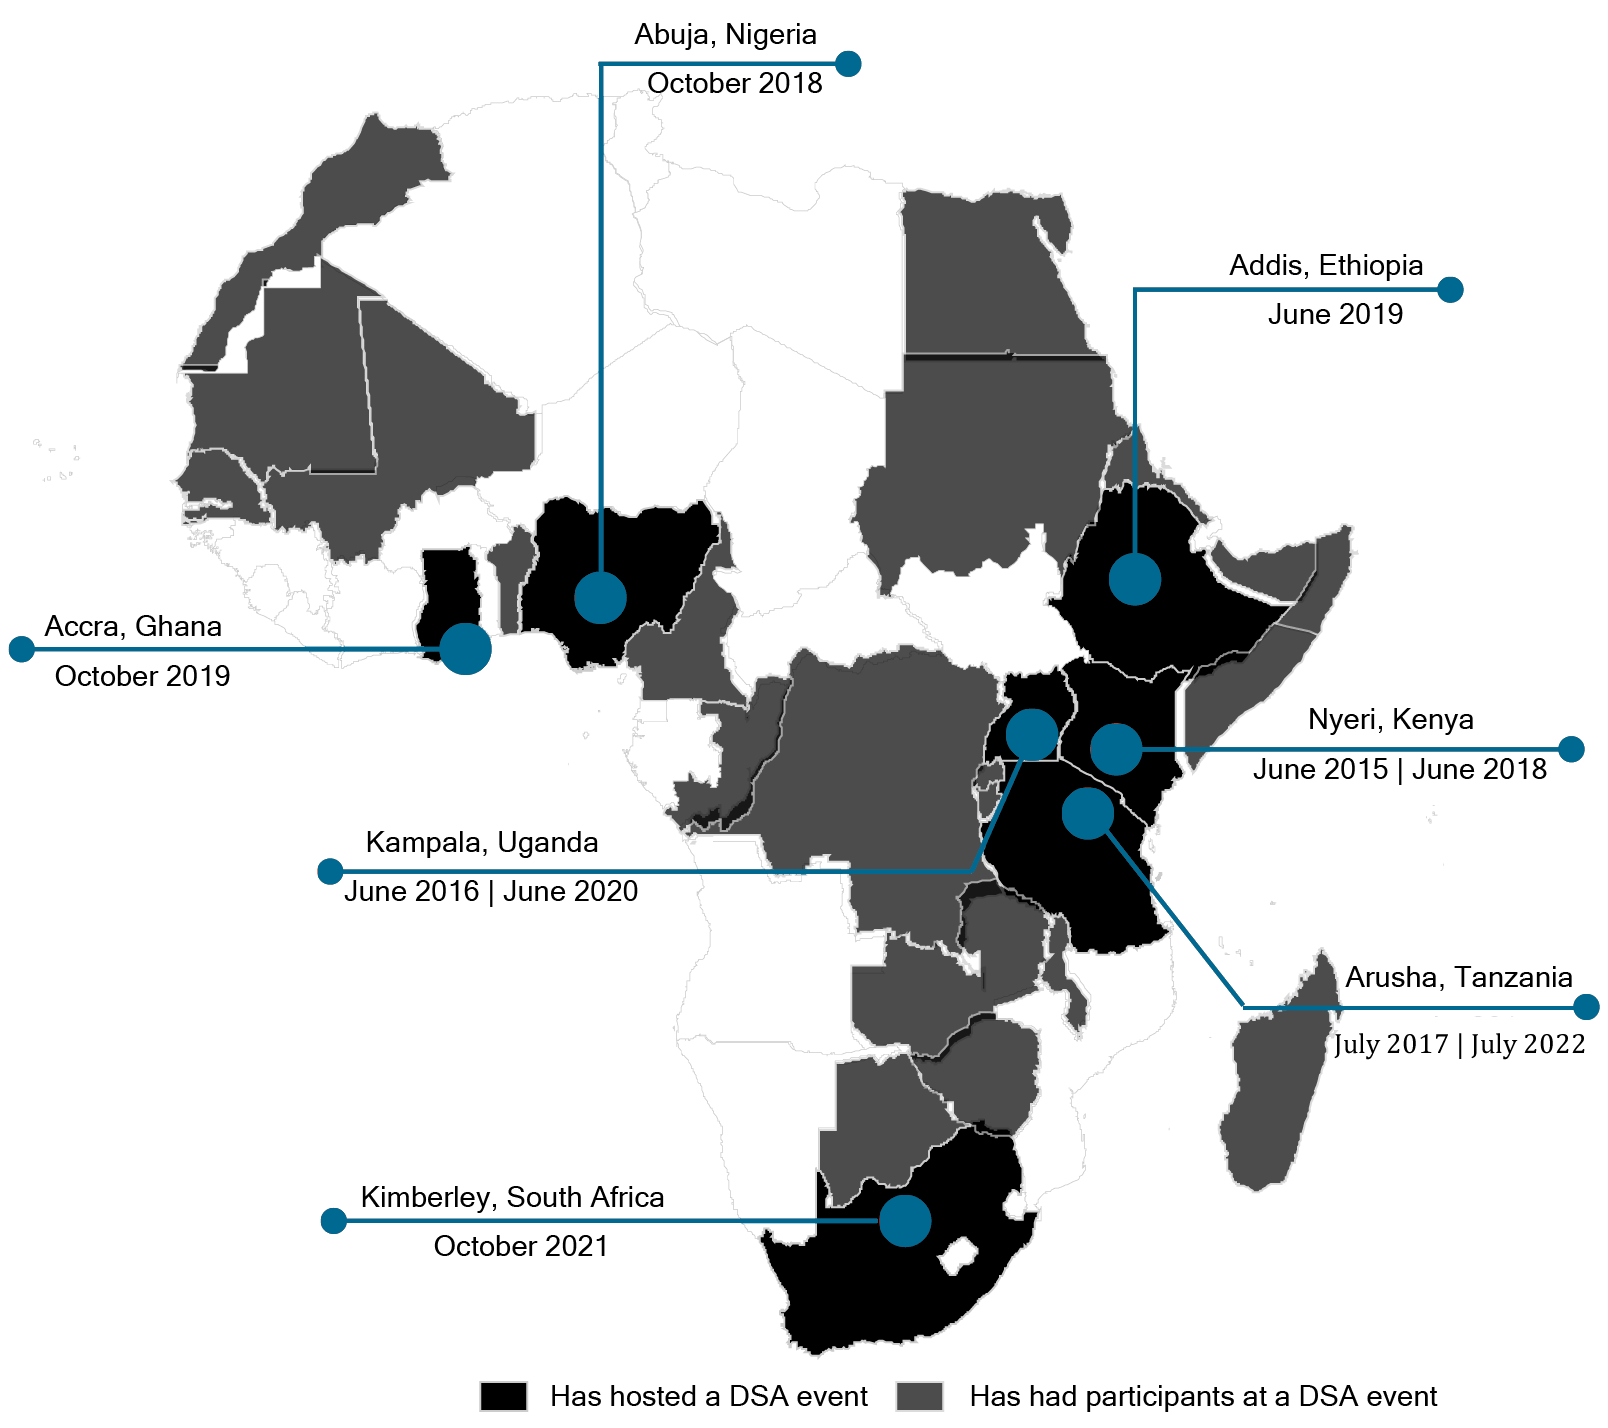 Abuja, Nigeria
October 2018
Addis, Ethiopia
June 2019
Accra, Ghana
October 2019
Nyeri, Kenya
June 2015 | June 2018
Kampala, Uganda
June 2016 | June 2020
Arusha, Tanzania
July 2017 | July 2022
Kimberley, South Africa
October 2021
Has hosted a DSA event
Has had participants at a DSA event